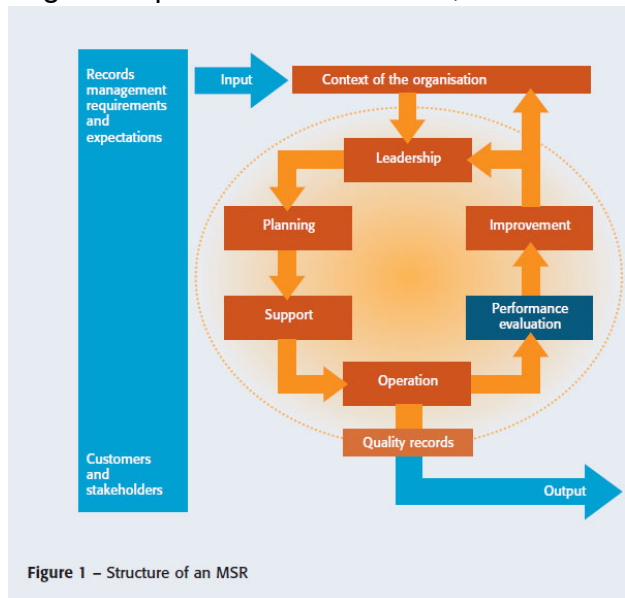 Records
management
requirements
and
expectations
Input
Context of the organisation
Leadership
Planning
Improvement
Support
Performance
evaluation
Operation
Quality records
Customers
and
stakeholders
Output
Figure 1 – Structure of an MSR